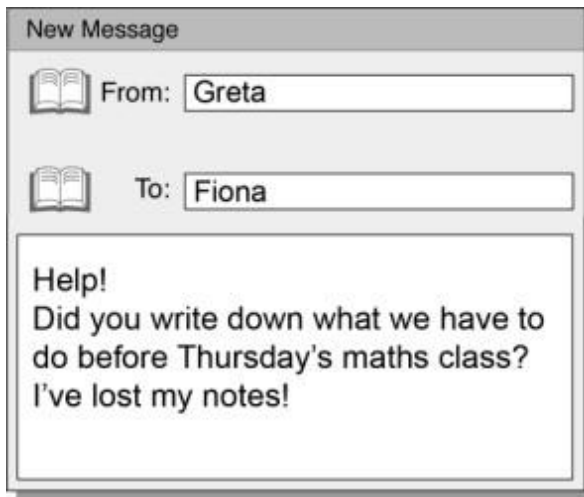 New Message
From: Greta
To: Fiona
Help!
Did you write down what we have to
do before Thursday's maths class?
I've lost my notes!